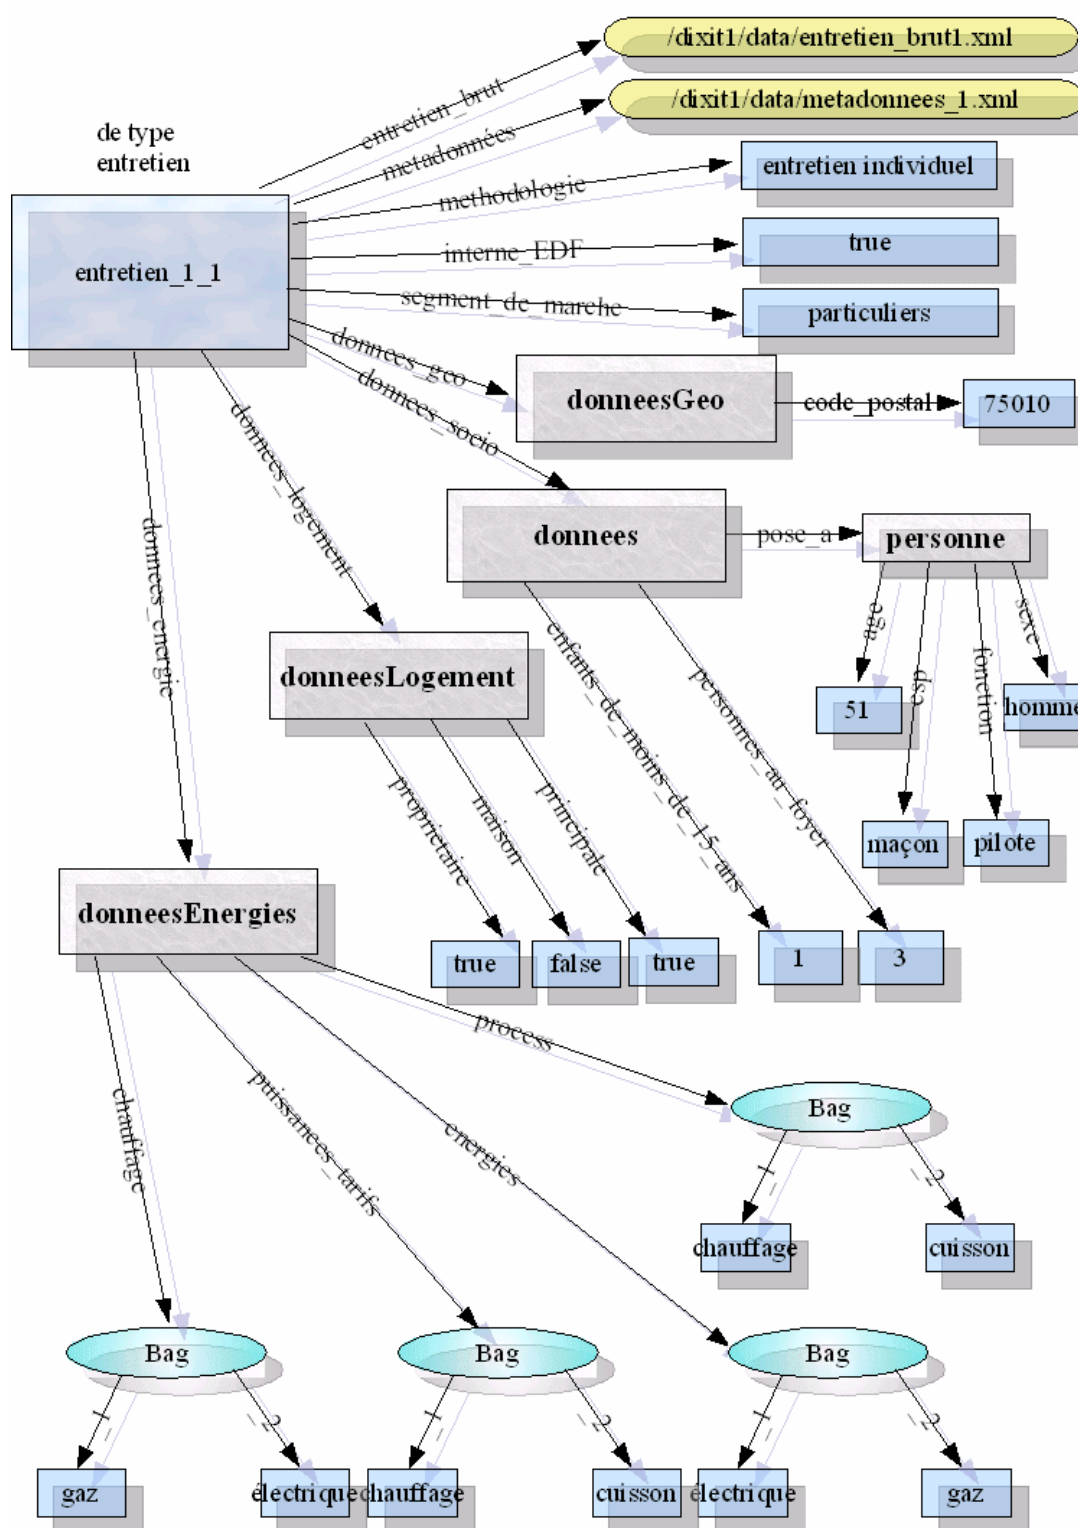 /dixit1/data/entretien_brut1.xml
entretien_brut
/dixit1/data/metadonnees_1.xml
metadonnées
de type
entretien
methodologie
entretien individuel
entretien_1_1
interne_EDF
true
segment_de_marche
particuliers
donnees_geo
donneesGeo
code_postal
75010
donnees_socio
donnees
pose_a
personne
donnees_logement
donnees_energie
age
esp
fonction
sexe
51
homme
maçon
pilote
donneesLogement
enfants_de_moins_de_15_ans
personnes_au_foyer
proprietaire
maison
principale
donneesEnergies
true
false
true
1
3
process
chauffage
puissances_tarifs
energies
Bag
_1
_2
chauffage
cuisson
Bag
Bag
Bag
_1
_2
_1
_2
_1
_2
gaz
électrique
chauffage
cuisson
électrique
gaz